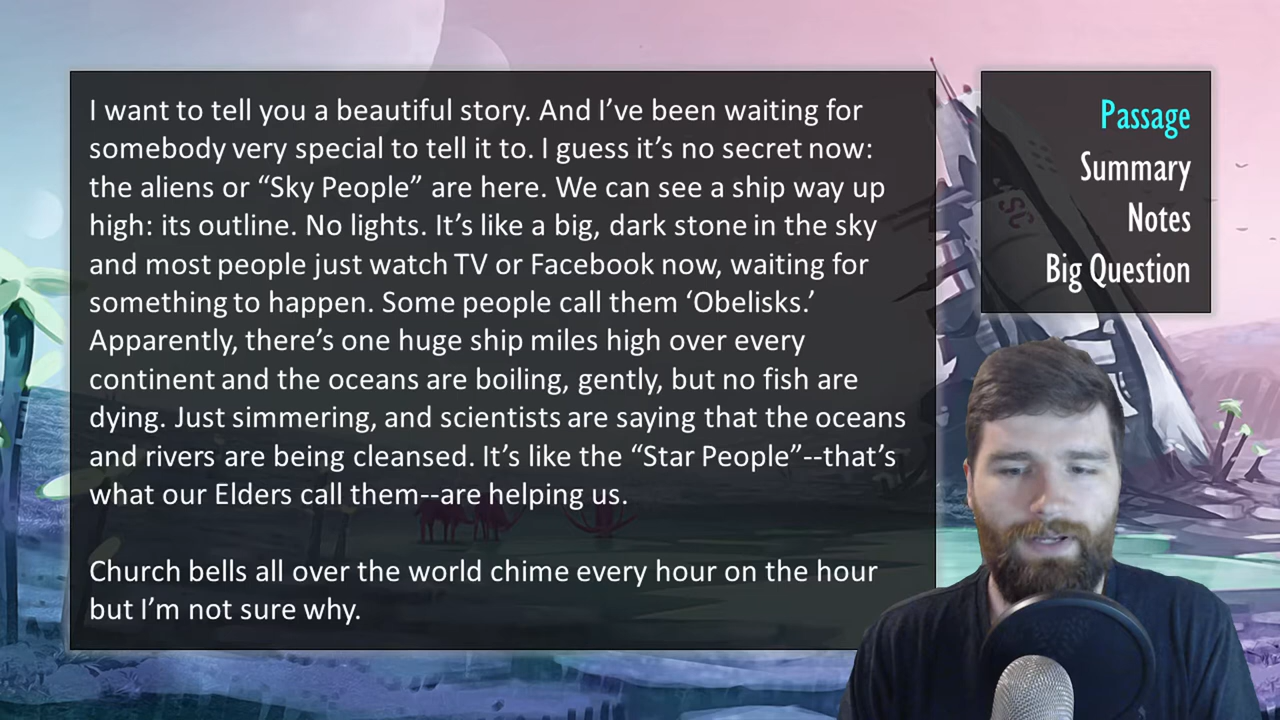 I want to tell you a beautiful story. And I’ve been waiting for
somebody very special to tell it to. I guess it’s no secret now:
the aliens or “Sky People” are here. We can see a ship way up
high: its outline. No lights. It’s like a big, dark stone in the sky
and most people just watch TV or Facebook now, waiting for
something to happen. Some people call them ‘Obelisks.’
Apparently, there’s one huge ship miles high over every
continent and the oceans are boiling, gently, but no fish are
dying. Just simmering, and scientists are saying that the oceans
and rivers are being cleansed. It’s like the “Star People”--that’s
what our Elders call them--are helping us.
Church bells all over the world chime every hour on the hour
but I’m not sure why.
Passage
Summary
Notes
Big Question
SC